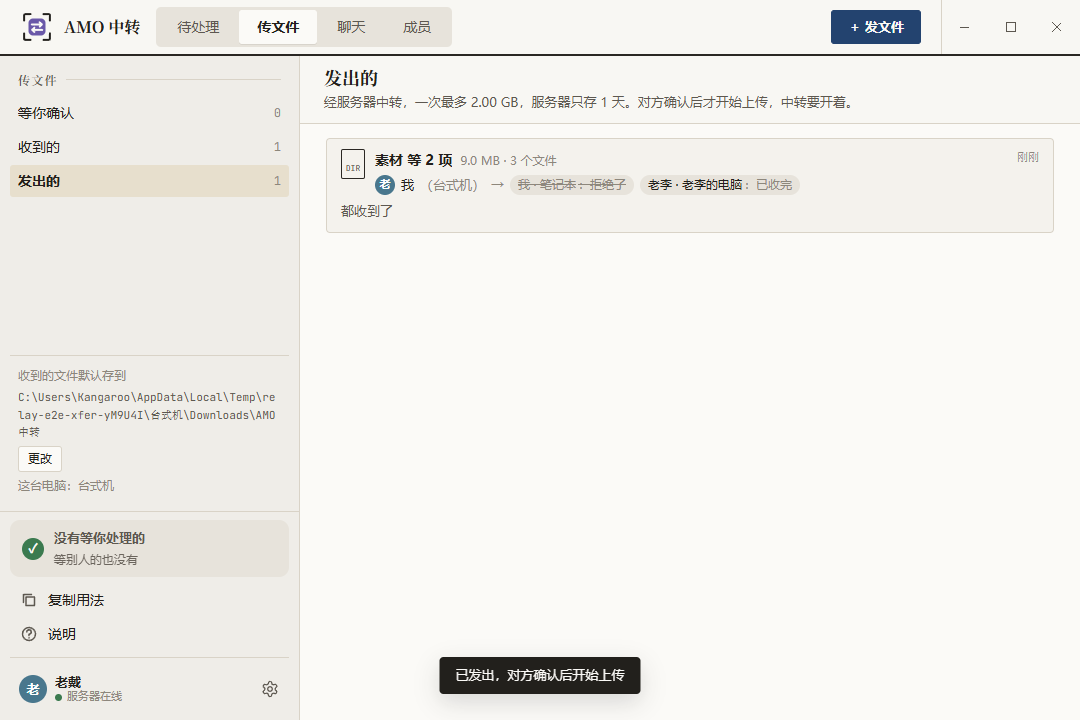 AMO 中转
待处理 传文件 聊天 成员
+ 发文件
传文件
等你确认 0
收到的 1
发出的 1
收到的文件默认存到
C:\Users\Kangaroo\AppData\Local\Temp\re
lay-e2e-xfer-yM9U4I\台式机\Downloads\AMO
中转
更改
这台电脑：台式机
没有等你处理的
等别人的也没有
复制用法
说明
老
老戴
服务器在线
发出的
经服务器中转，一次最多 2.00 GB，服务器只存 1 天。对方确认后才开始上传，中转要开着。
DIR
素材 等 2 项 9.0 MB · 3 个文件 刚刚
老 我 （台式机） → 我 · 笔记本：拒绝了 老李 · 老李的电脑：已收完
都收到了
已发出，对方确认后开始上传